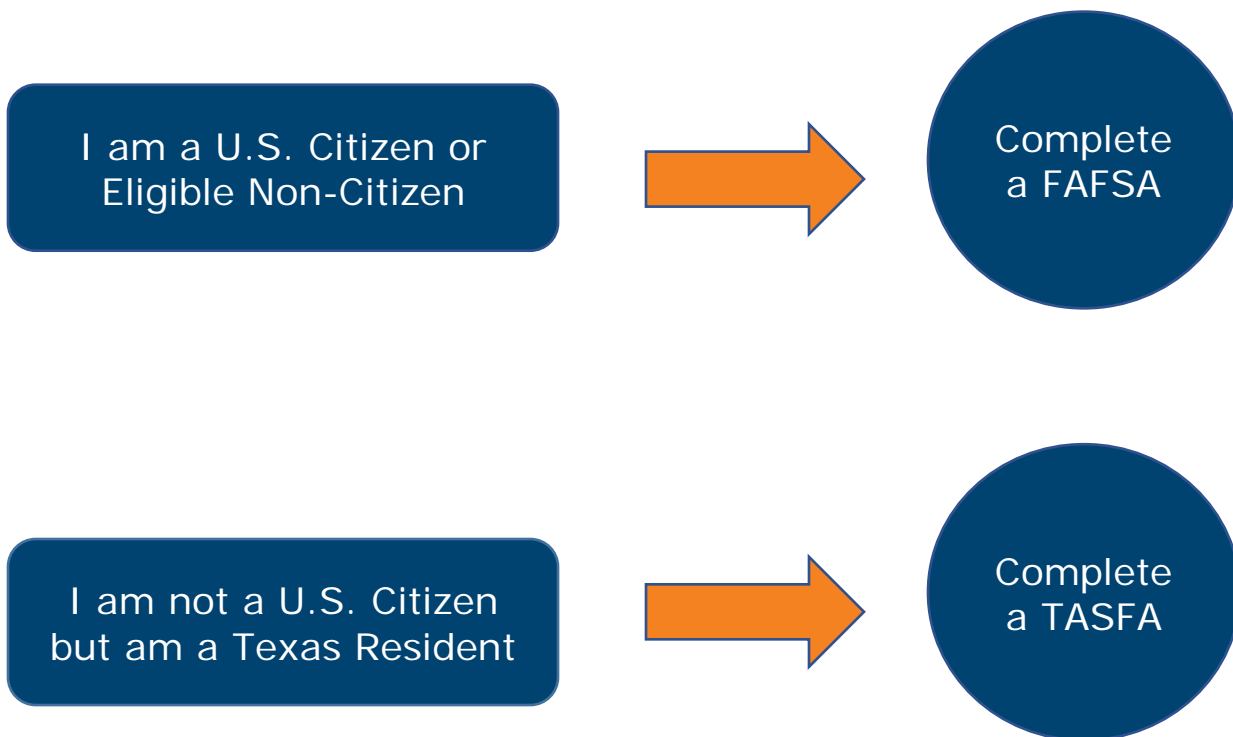 I am a U.S. Citizen or
Eligible Non-Citizen
Complete
a FAFSA
I am not a U.S. Citizen
but am a Texas Resident
Complete
a TASFA